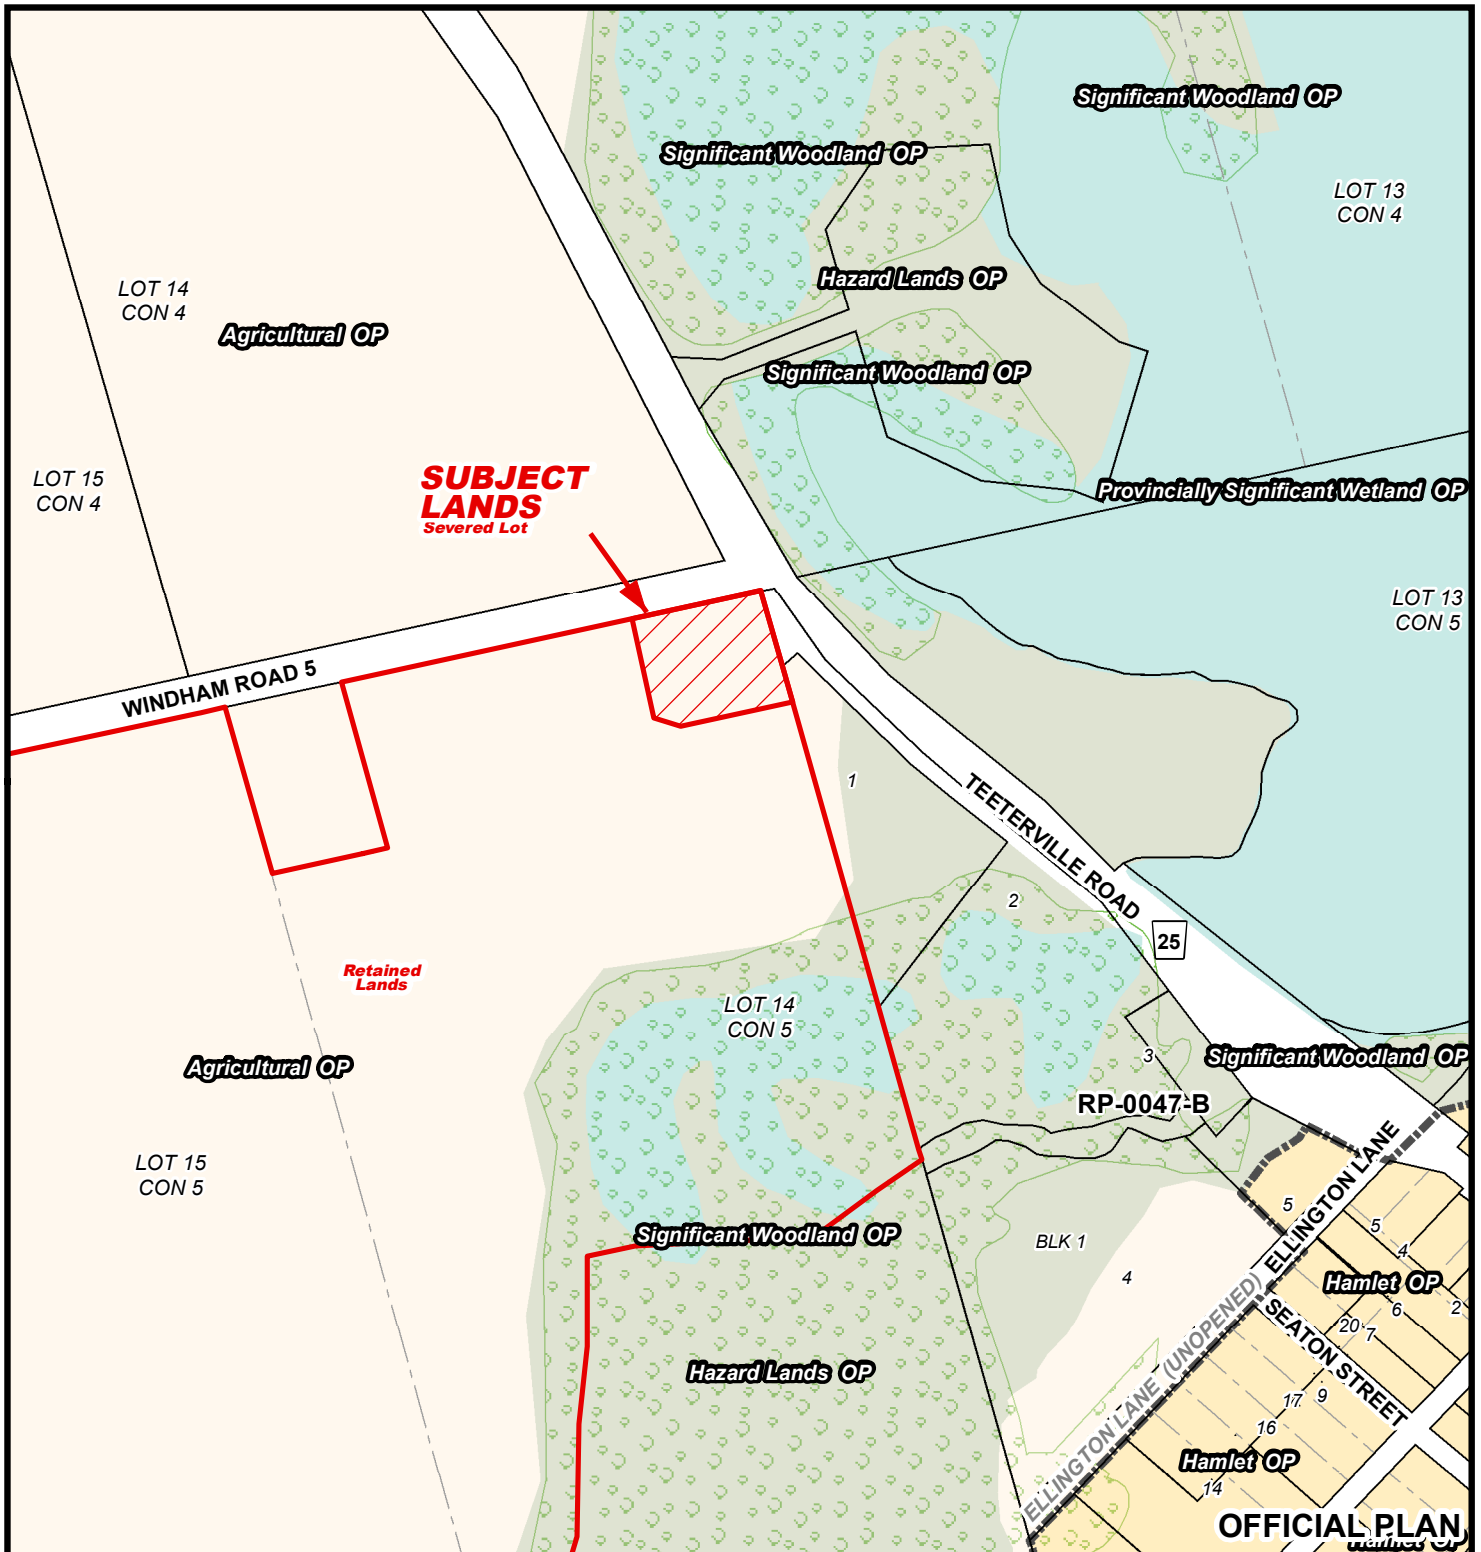 Significant Woodland OP
Significant Woodland OP
LOT 13
CON 4
LOT 14
CON 4
Hazard Lands OP
Agricultural OP
Significant Woodland OP
LOT 15
CON 4
SUBJECT
LANDS
Severed Lot
Provincially Significant Wetland OP
LOT 13
CON 5
WINDHAM ROAD 5
1
TEETERVILLE ROAD
2
25
Retained
Lands
LOT 14
CON 5
Agricultural OP
3
Significant Woodland OP
RP-0047-B
LOT 15
CON 5
ELLINGTON LANE
5
5
Significant Woodland OP
BLK 1
4
4
Hamlet OP
ELLINGTON LANE (UNOPENED)
6
2
20
7
SEATON STREET
Hazard Lands OP
17
9
16
Hamlet OP
14
OFFICIAL PLAN
Hamlet OP